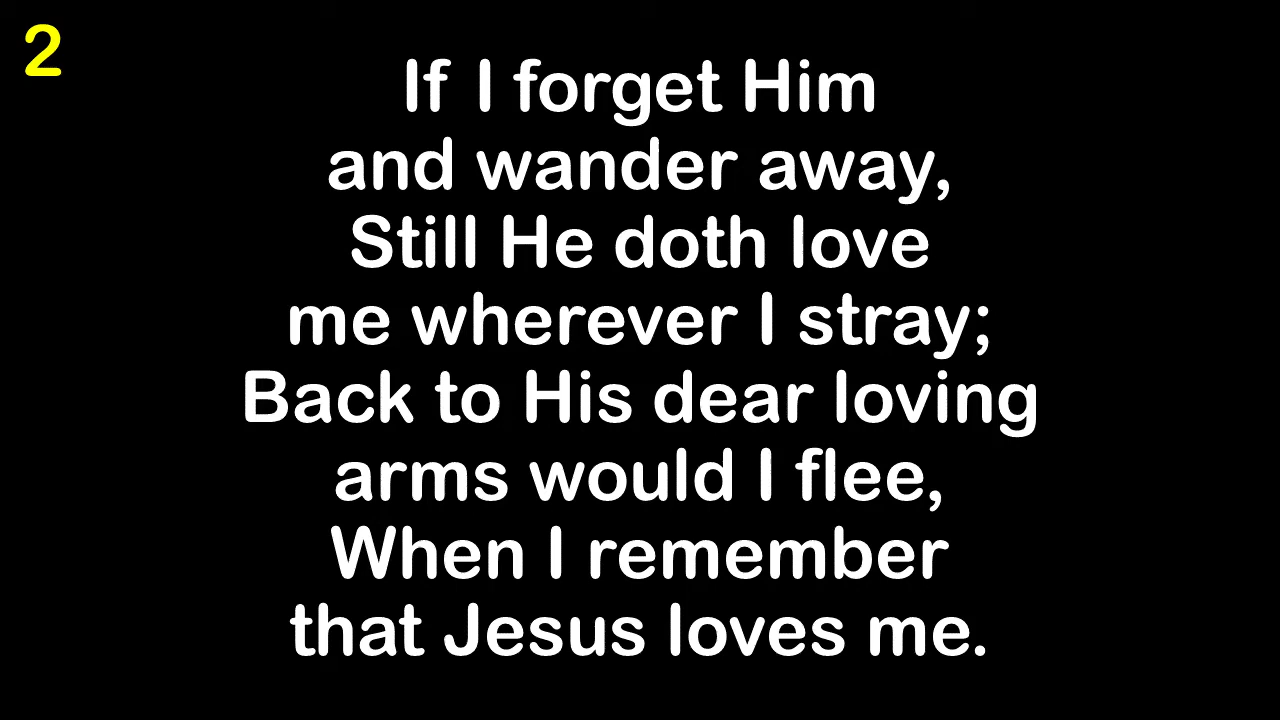 2
If I forget Him
and wander away,
Still He doth love
me wherever I stray;
Back to His dear loving
arms would I flee,
When I remember
that Jesus loves me.